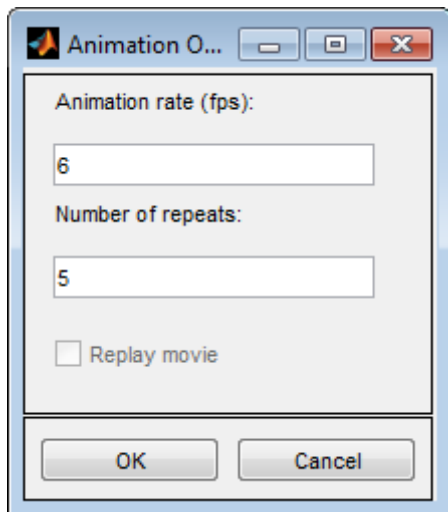 Animation O...
Animation rate (fps):
6
Number of repeats:
5
Replay movie
OK
Cancel